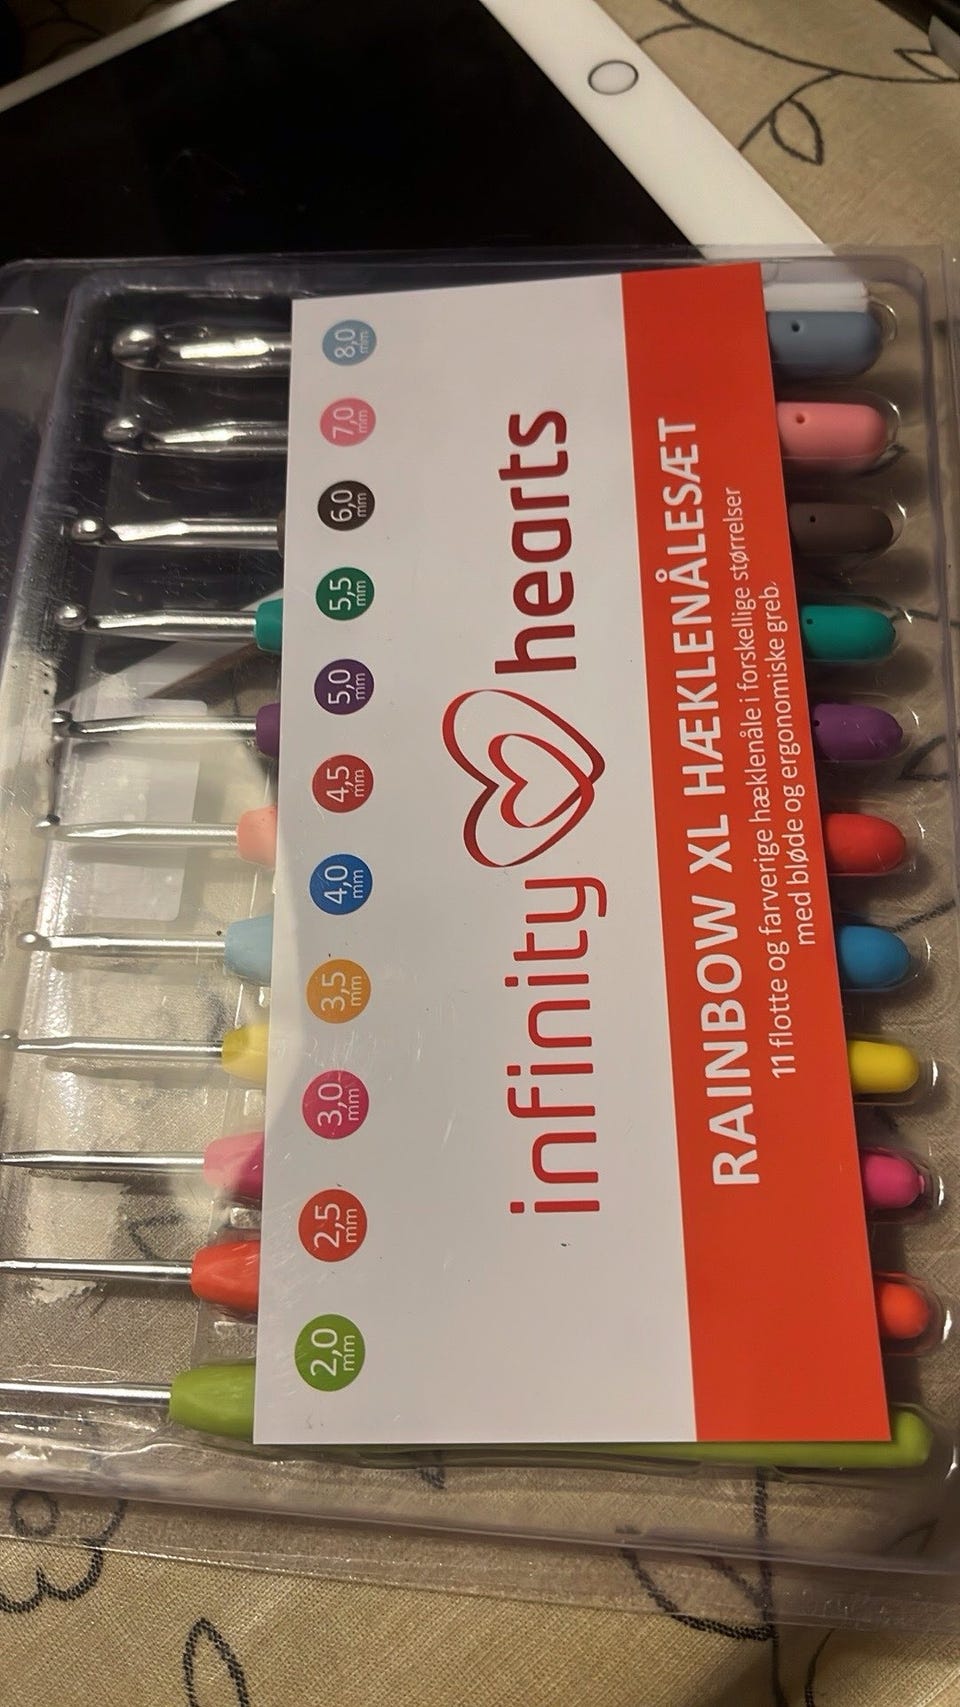 2,0 mm 2,5 mm 3,0 mm 3,5 mm 4,0 mm 4,5 mm 5,0 mm 5,5 mm 6,0 mm 7,0 mm 8,0 mm
infinity hearts
RAINBOW XL HÆKLENÅLESÆT
11 flotte og farverige hæklenåle i forskellige størrelser
med bløde og ergonomiske greb.